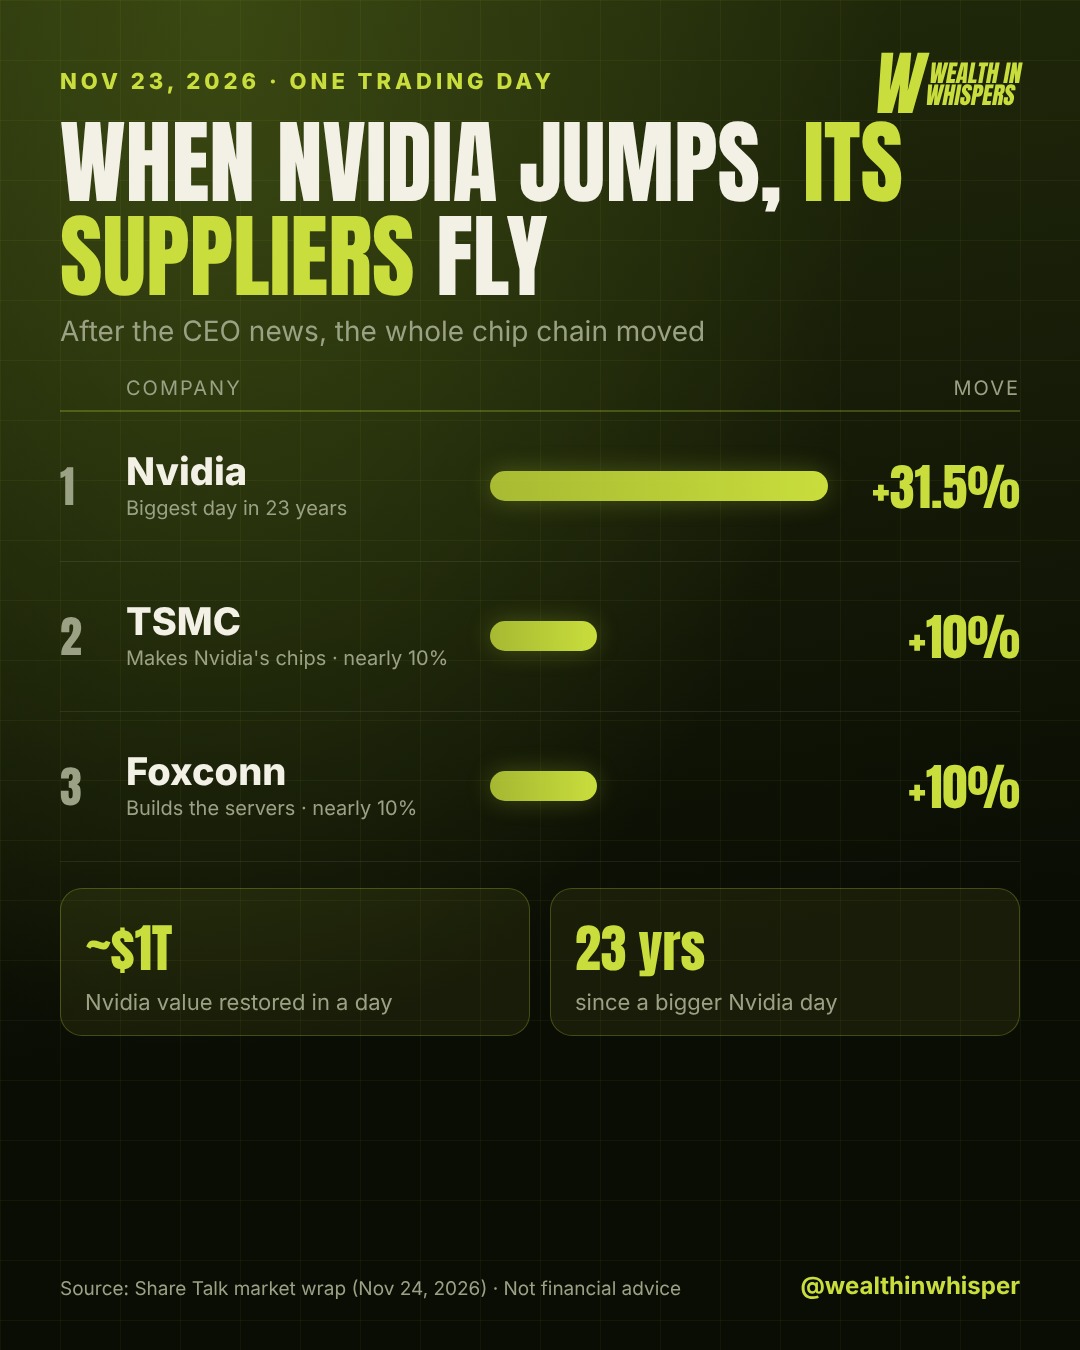 NOV 23, 2026 · ONE TRADING DAY
W WEALTH IN
WHISPERS
WHEN NVIDIA JUMPS, ITS
SUPPLIERS FLY
After the CEO news, the whole chip chain moved
COMPANY MOVE
1 Nvidia +31.5%
Biggest day in 23 years
2 TSMC +10%
Makes Nvidia's chips · nearly 10%
3 Foxconn +10%
Builds the servers · nearly 10%
~$1T
Nvidia value restored in a day
23 yrs
since a bigger Nvidia day
Source: Share Talk market wrap (Nov 24, 2026) · Not financial advice
@wealthinwhisper